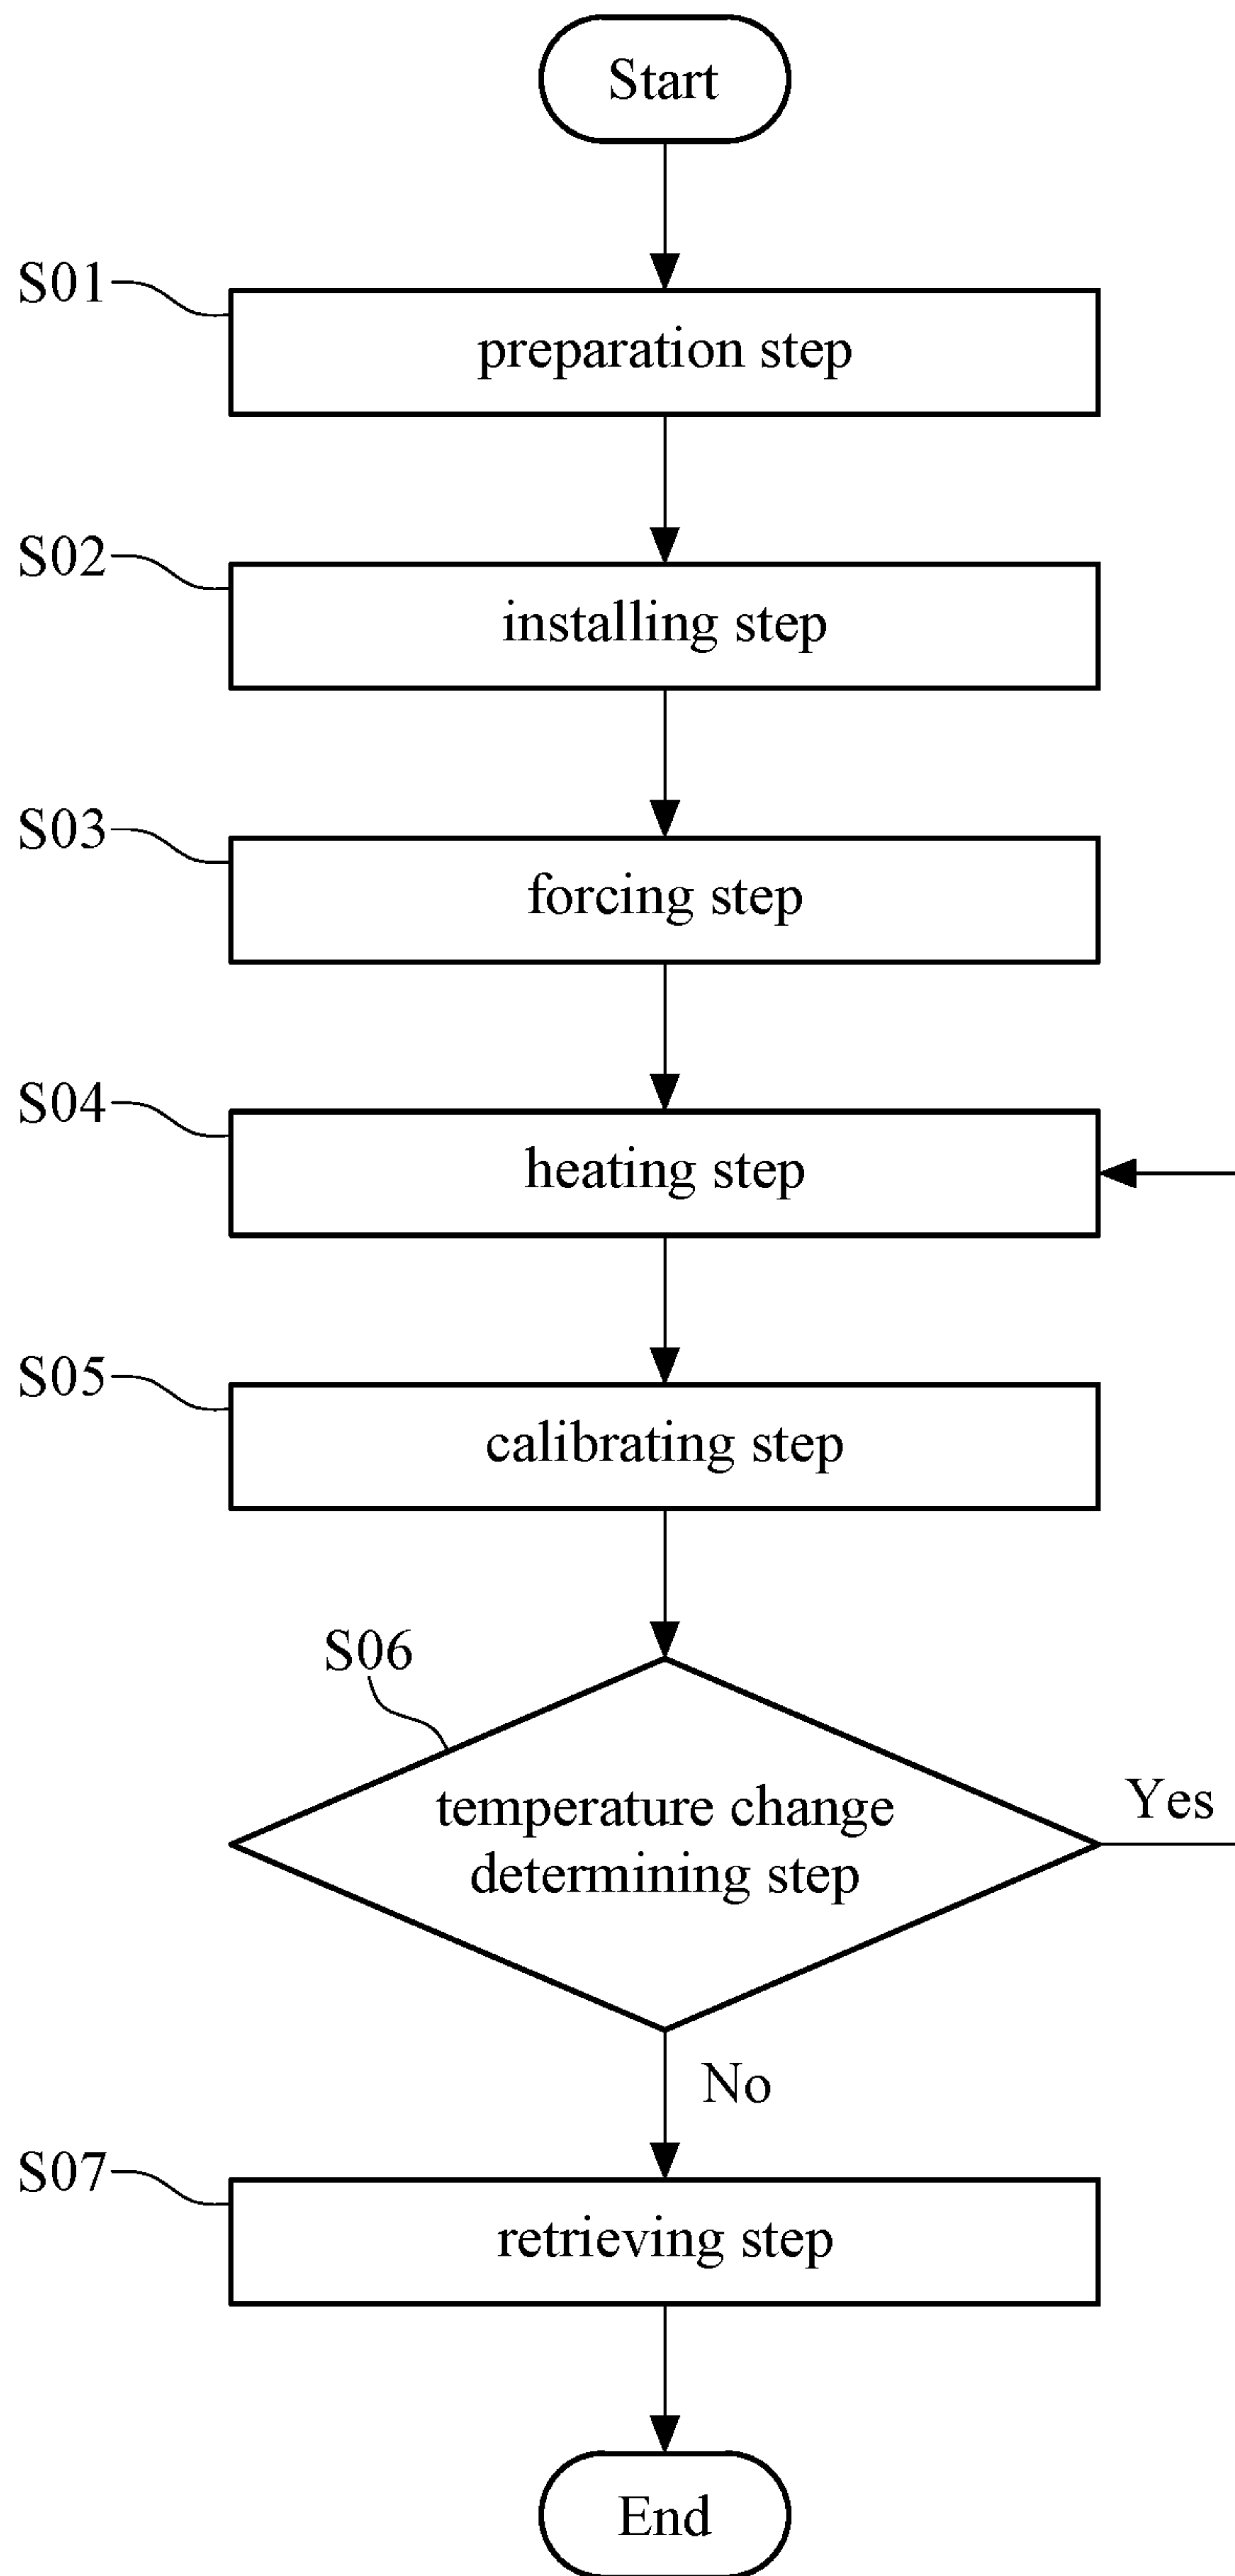 Start
S01
preparation step
S02
installing step
S03
forcing step
S04
heating step
S05
calibrating step
S06
temperature change
determining step
Yes
No
S07
retrieving step
End